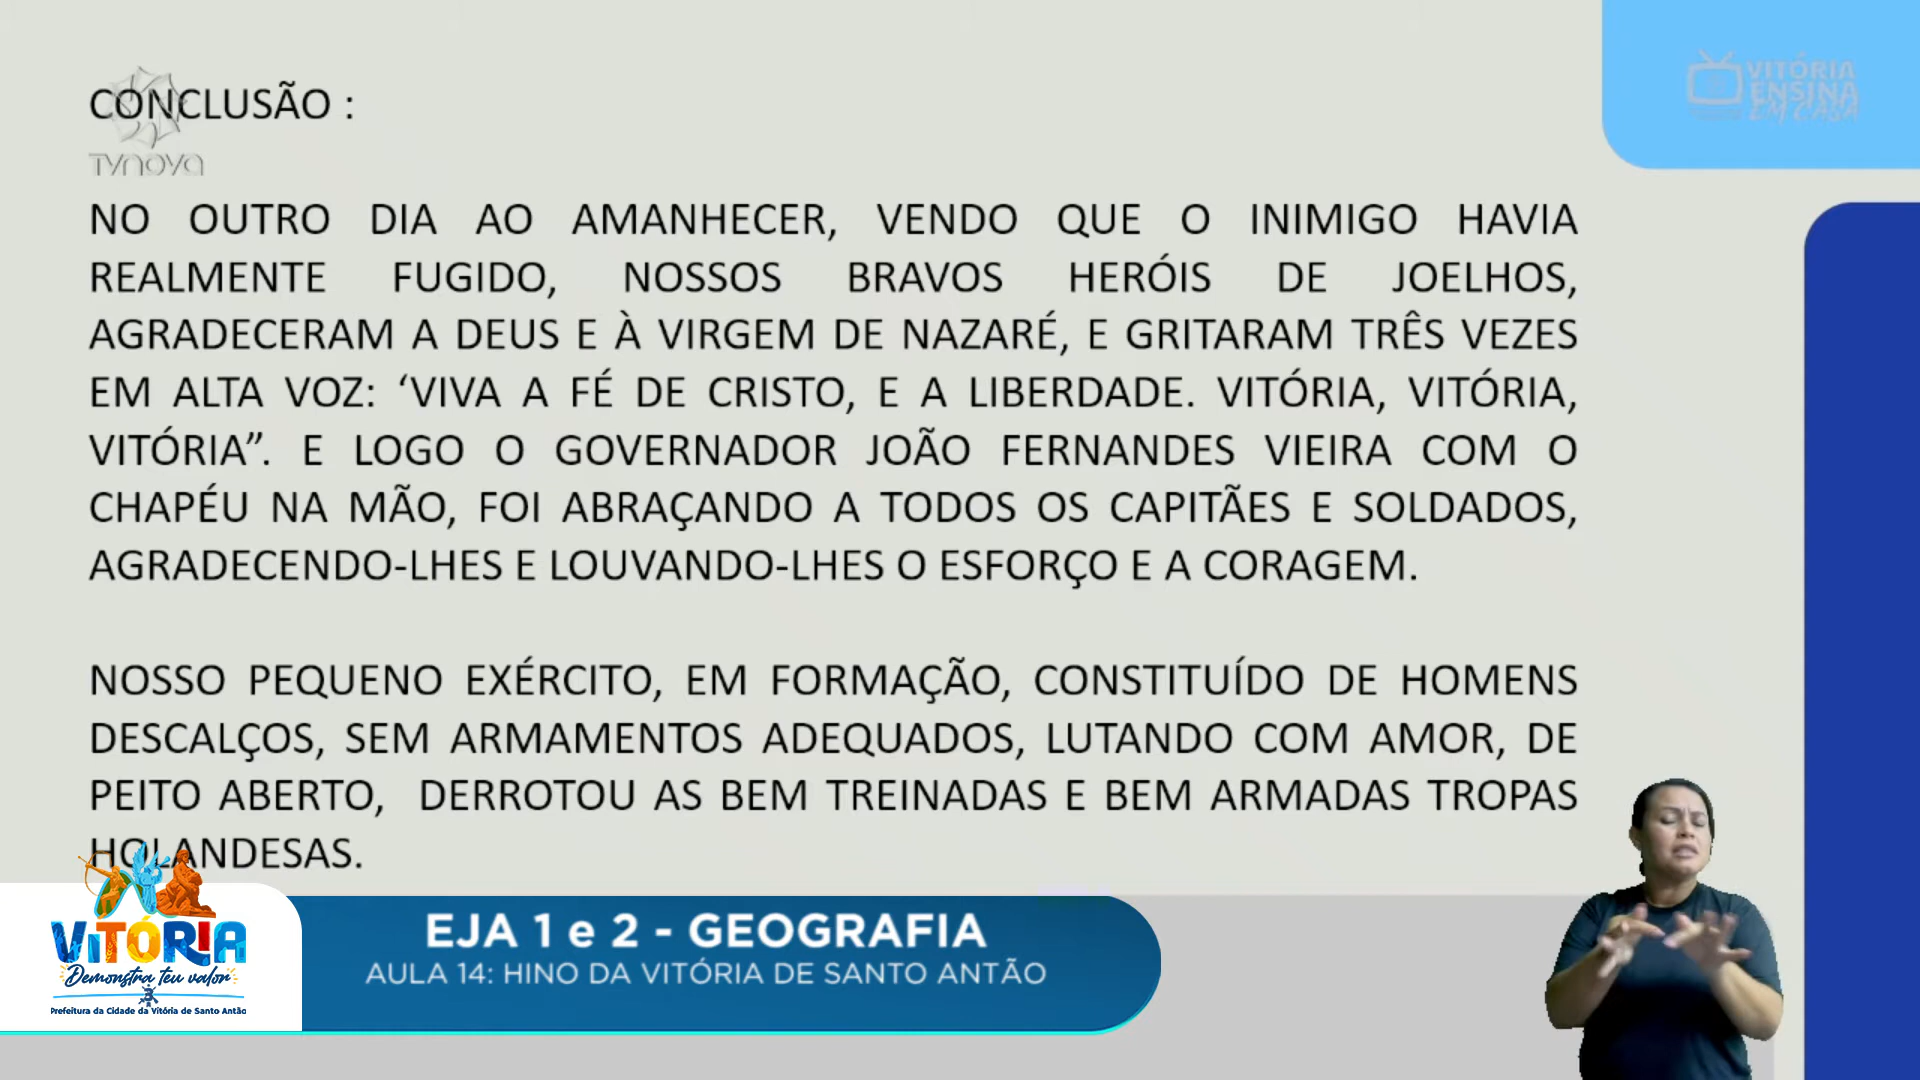 CONCLUSÃO :
TVNOVA
VITÓRIA
ENSINA
EM CASA
NO OUTRO DIA AO AMANHECER, VENDO QUE O INIMIGO HAVIA
REALMENTE FUGIDO, NOSSOS BRAVOS HERÓIS DE JOELHOS,
AGRADECERAM A DEUS E À VIRGEM DE NAZARÉ, E GRITARAM TRÊS VEZES
EM ALTA VOZ: ‘VIVA A FÉ DE CRISTO, E A LIBERDADE. VITÓRIA, VITÓRIA,
VITÓRIA”. E LOGO O GOVERNADOR JOÃO FERNANDES VIEIRA COM O
CHAPÉU NA MÃO, FOI ABRAÇANDO A TODOS OS CAPITÃES E SOLDADOS,
AGRADECENDO-LHES E LOUVANDO-LHES O ESFORÇO E A CORAGEM.
NOSSO PEQUENO EXÉRCITO, EM FORMAÇÃO, CONSTITUÍDO DE HOMENS
DESCALÇOS, SEM ARMAMENTOS ADEQUADOS, LUTANDO COM AMOR, DE
PEITO ABERTO, DERROTOU AS BEM TREINADAS E BEM ARMADAS TROPAS
HOLANDESAS.
EJA 1 e 2 - GEOGRAFIA
AULA 14: HINO DA VITÓRIA DE SANTO ANTÃO
VITÓRIA
Demonstra teu valor
Prefeitura da Cidade da Vitória de Santo Antão